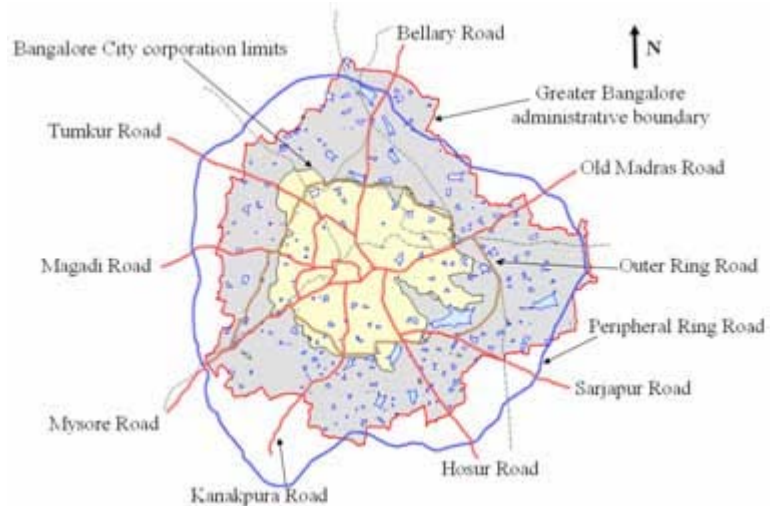 Bellary Road
Bangalore City corporation limits
N
Greater Bangalore
administrative boundary
Tumkur Road
Old Madras Road
Magadi Road
Outer Ring Road
Peripheral Ring Road
Sarjapur Road
Mysore Road
Hosur Road
Kanakpura Road